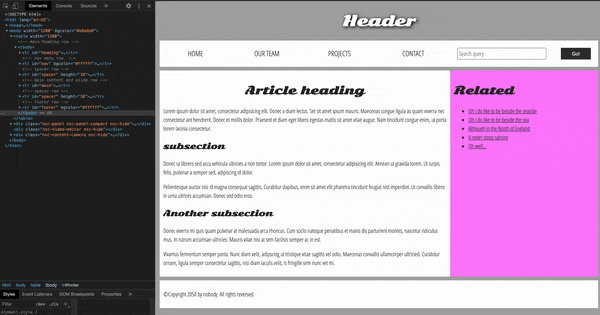 Elements Console Sources »
<!DOCTYPE html>
<html lang="en-US">
▶<head>…</head>
▼<body width="1200" bgcolor="#a9a9a9">
▼<table width="1200">
<!-- main heading row -->
▼<tbody>
▶<tr id="heading">…</tr>
<!-- nav menu row -->
▶<tr id="nav" bgcolor="#ffffff">…</tr>
<!-- spacer row -->
▶<tr id="spacer" height="10">…</tr>
<!-- main content and aside row -->
▶<tr id="main">…</tr>
<!-- spacer row -->
▶<tr id="spacer" height="10">…</tr>
<!-- footer row -->
▶<tr id="footer" bgcolor="#ffffff">…</tr>
</tbody> == $0
</table>
▶<div class="nsc-panel nsc-panel-compact nsc-hide">…</div>
▶<div class="nsc-video-editor nsc-hide">…</div>
▶<div class="nsc-content-camera nsc-hide">…</div>
</body>
</html>
html body table tbody tr#footer
Styles Event Listeners DOM Breakpoints Properties »
Filter :hov .cls +
element.style {
Header
HOME OUR TEAM PROJECTS CONTACT Search query Go!
Article heading
Lorem ipsum dolor sit amet, consectetur adipisicing elit. Donec a diam lectus. Set sit amet ipsum mauris. Maecenas congue ligula as quam viverra nec
consectetur ant hendrerit. Donec et mollis dolor. Praesent et diam eget libero egestas mattis sit amet vitae augue. Nam tincidunt congue enim, ut porta
lorem lacinia consectetur.
subsection
Donec ut librero sed accu vehicula ultricies a non tortor. Lorem ipsum dolor sit amet, consectetur adipisicing elit. Aenean ut gravida lorem. Ut turpis
felis, pulvinar a semper sed, adipiscing id dolor.
Pelientesque auctor nisi id magna consequat sagittis. Curabitur dapibus, enim sit amet elit pharetra tincidunt feugiat nist imperdiet. Ut convallis libero
in urna ultrices accumsan. Donec sed odio eros.
Another subsection
Donec viverra mi quis quam pulvinar at malesuada arcu rhoncus. Cum soclis natoque penatibus et manis dis parturient montes, nascetur ridiculus
mus. In rutrum accumsan ultricies. Mauris vitae nisi at sem facilisis semper ac in est.
Vivamus fermentum semper porta. Nunc diam velit, adipscing ut tristique vitae sagittis vel odio. Maecenas convallis ullamcorper ultricied. Curabitur
ornare, ligula semper consectetur sagittis, nisi diam iaculis velit, is fringille sem nunc vet mi.
Related
Oh I do like to be beside the seaside
Oh I do like to be beside the sea
Although in the North of England
It never stops raining
Oh well...
©Copyright 2050 by nobody. All rights reversed.